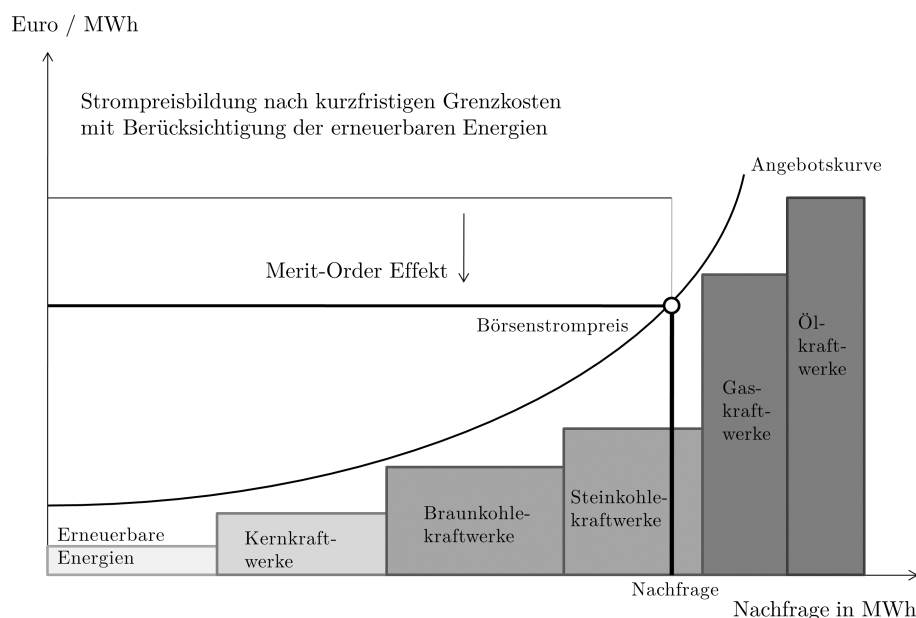 Euro / MWh
Strompreisbildung nach kurzfristigen Grenzkosten
mit Berücksichtigung der erneuerbaren Energien
Angebotskurve
Merit-Order Effekt
Börsenstrompreis
Öl-
kraft-
werke
Gas-
kraft-
werke
Steinkohle-
kraftwerke
Braunkohle-
kraftwerke
Kernkraft-
werke
Erneuerbare
Energien
Nachfrage
Nachfrage in MWh